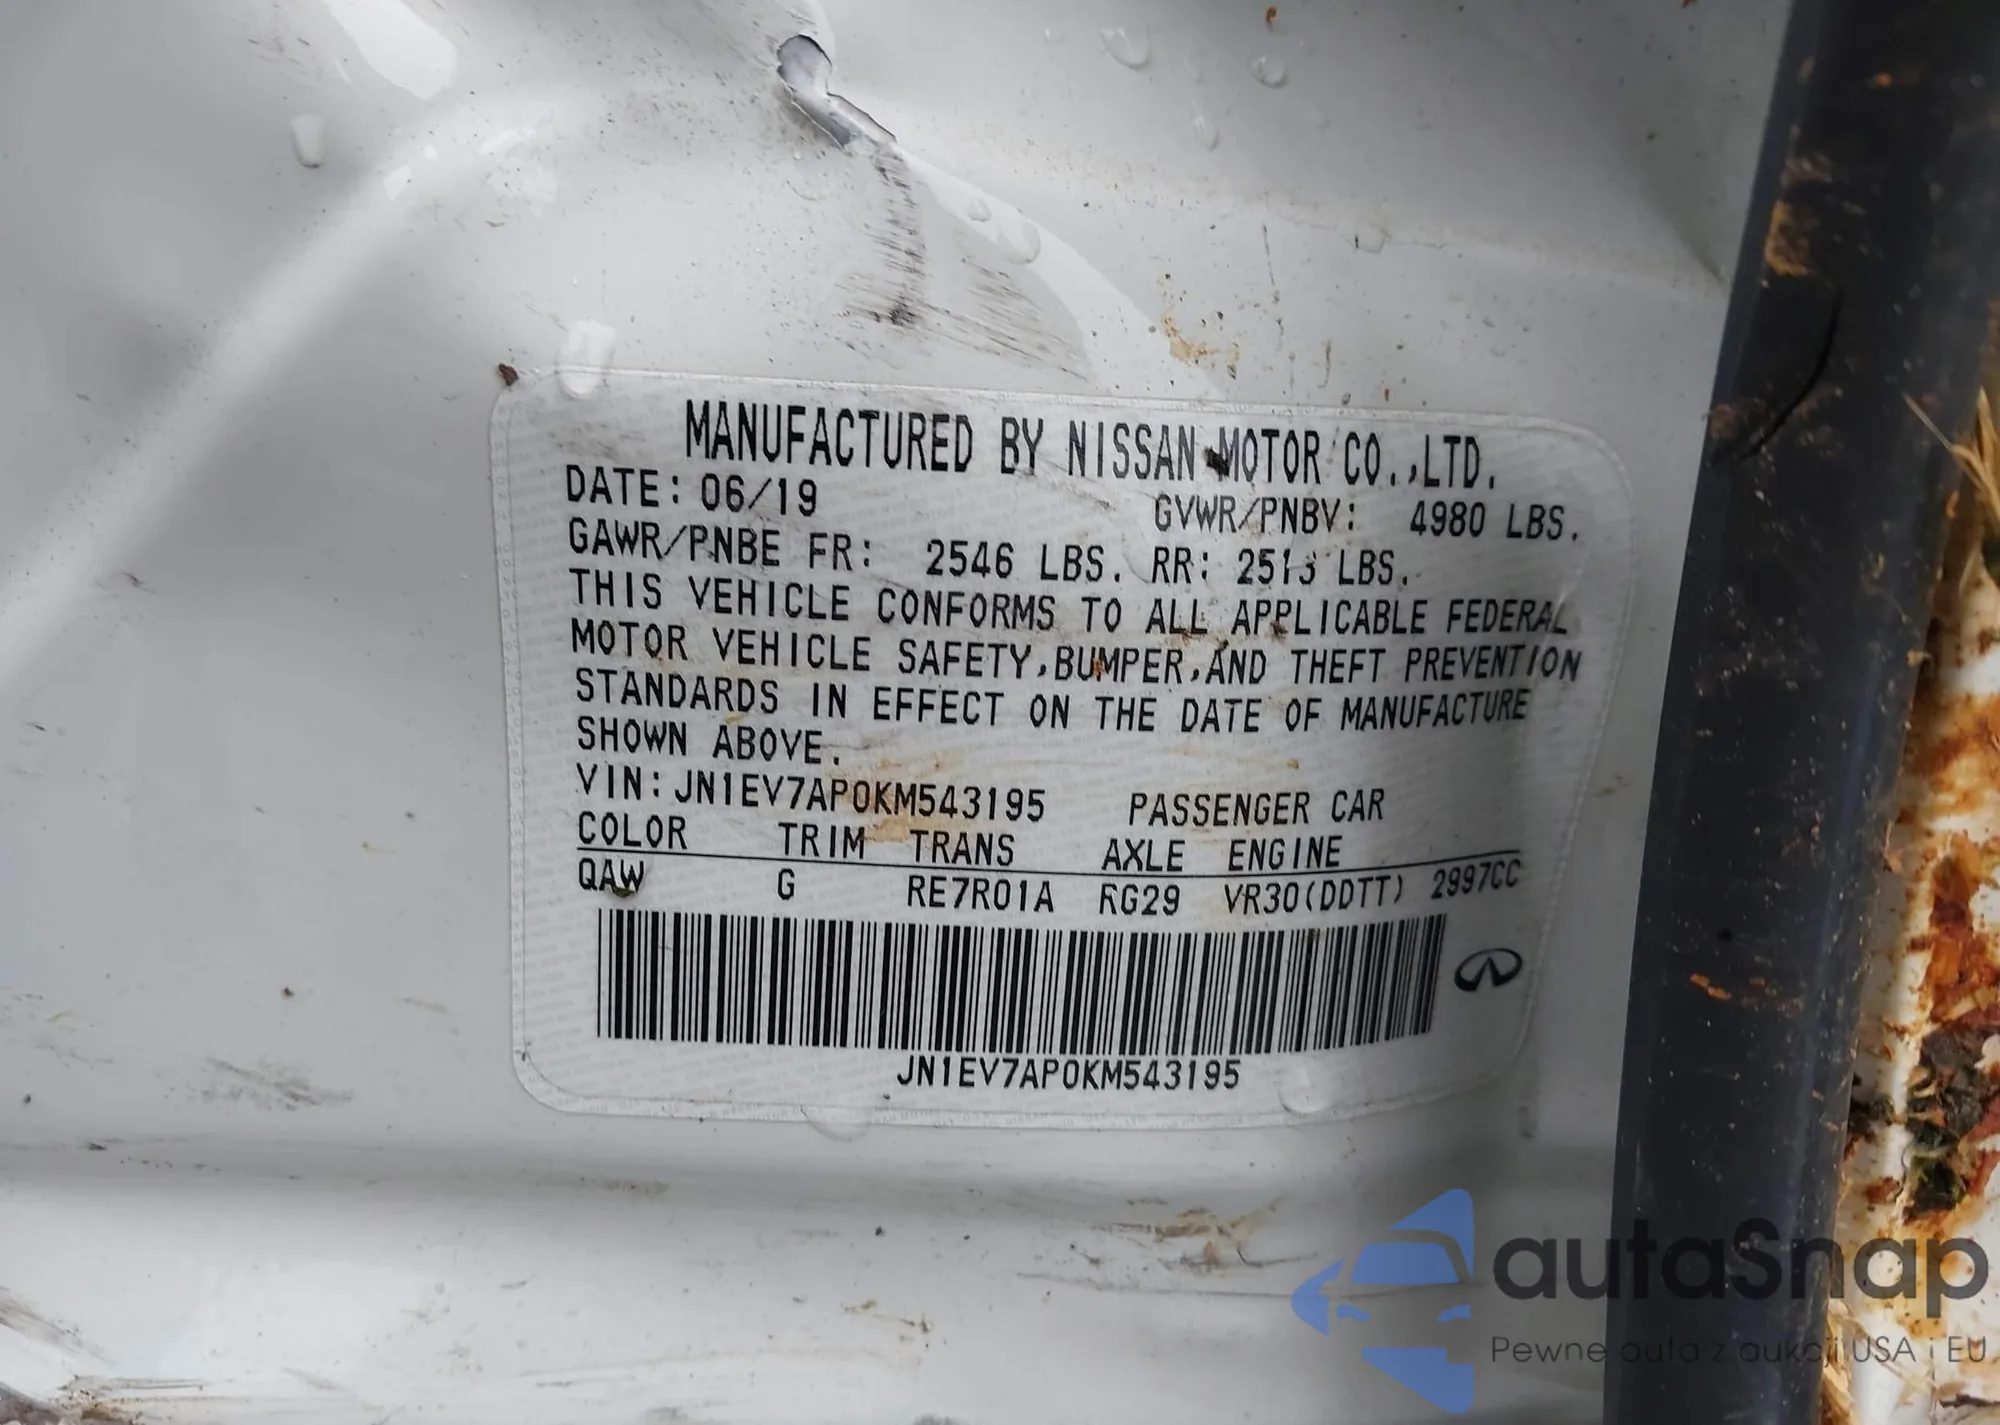 MANUFACTURED BY NISSAN MOTOR CO.,LTD.
DATE: 06/19 GVWR/PNBV: 4980 LBS.
GAWR/PNBE FR: 2546 LBS. RR: 2513 LBS.
THIS VEHICLE CONFORMS TO ALL APPLICABLE FEDERAL
MOTOR VEHICLE SAFETY,BUMPER,AND THEFT PREVENTION
STANDARDS IN EFFECT ON THE DATE OF MANUFACTURE
SHOWN ABOVE.
VIN:JN1EV7AP0KM543195 PASSENGER CAR
COLOR TRIM TRANS AXLE ENGINE
QAW G RE7R01A RG29 VR30(DDTT) 2997CC
JN1EV7AP0KM543195
autaSnap
Pewne auta z aukcji USA i EU